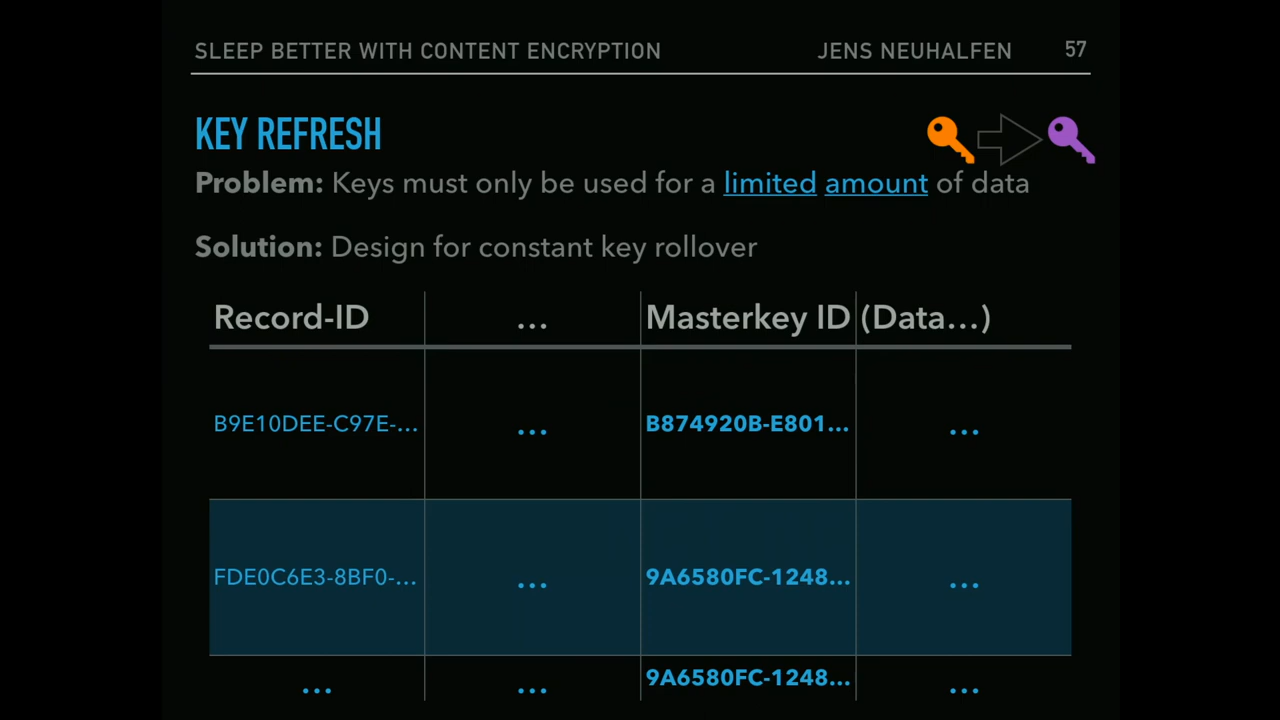 SLEEP BETTER WITH CONTENT ENCRYPTION JENS NEUHALFEN 57
KEY REFRESH
Problem: Keys must only be used for a limited amount of data
Solution: Design for constant key rollover
Record-ID … Masterkey ID (Data…)
B9E10DEE-C97E-… … B874920B-E801… …
FDE0C6E3-8BF0-… … 9A6580FC-1248… …
… … 9A6580FC-1248… …